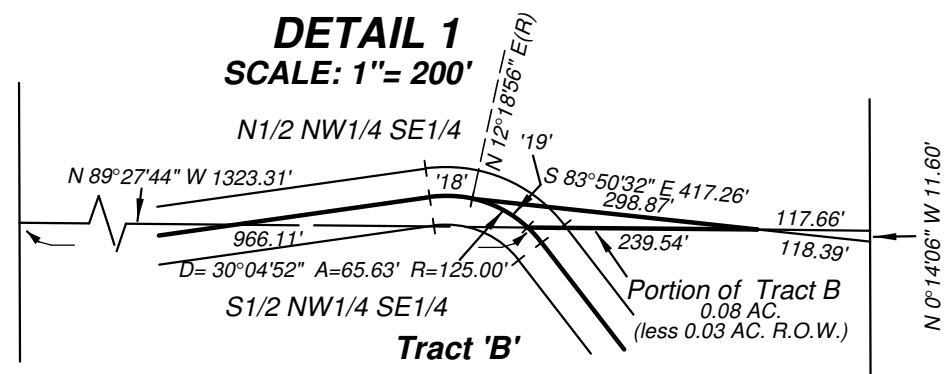 DETAIL 1
SCALE: 1"= 200'
N 12°18'56" E(R)
N1/2 NW1/4 SE1/4
'19'
N 89°27'44" W 1323.31'
'18'
S 83°50'32" E 417.26'
298.87'
117.66'
966.11'
239.54'
118.39'
N 0°14'06" W 11.60'
D= 30°04'52" A=65.63' R=125.00'
S1/2 NW1/4 SE1/4
Portion of Tract B
0.08 AC.
(less 0.03 AC. R.O.W.)
Tract 'B'